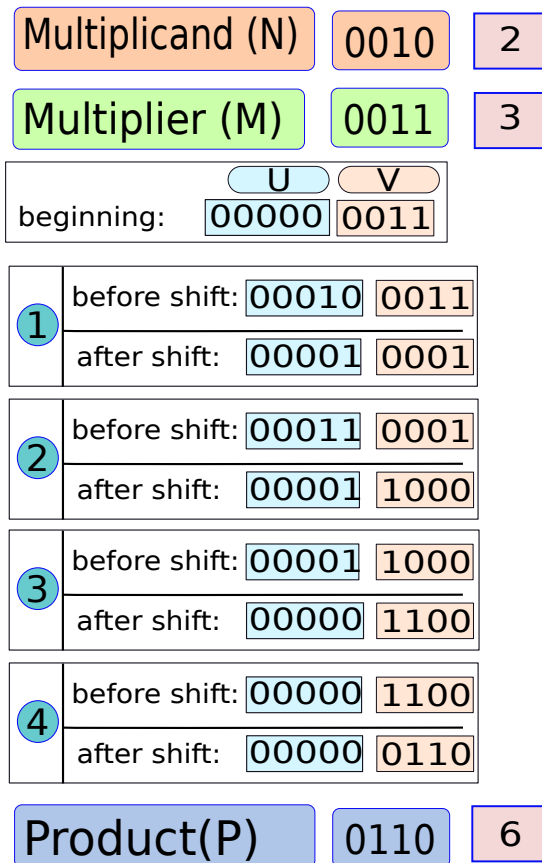 Multiplicand (N) 0010 2
Multiplier (M) 0011 3
U V
beginning: 00000 0011
1
before shift: 00010 0011
after shift: 00001 0001
2
before shift: 00011 0001
after shift: 00001 1000
3
before shift: 00001 1000
after shift: 00000 1100
4
before shift: 00000 1100
after shift: 00000 0110
Product(P) 0110 6